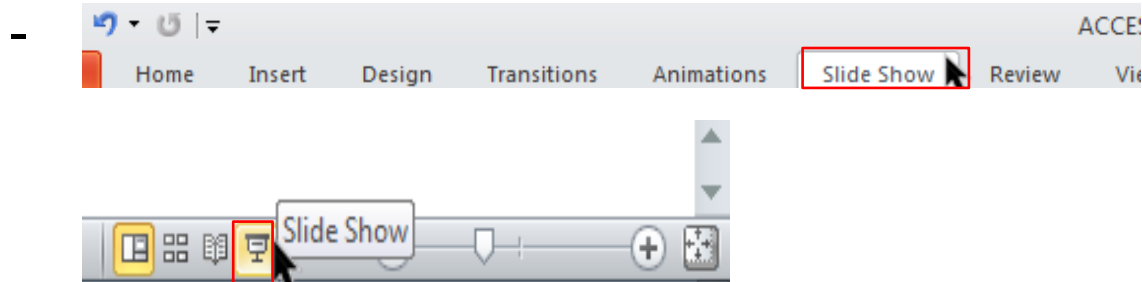 -
ACCES
Home Insert Design Transitions Animations Slide Show Review Vie
Slide Show